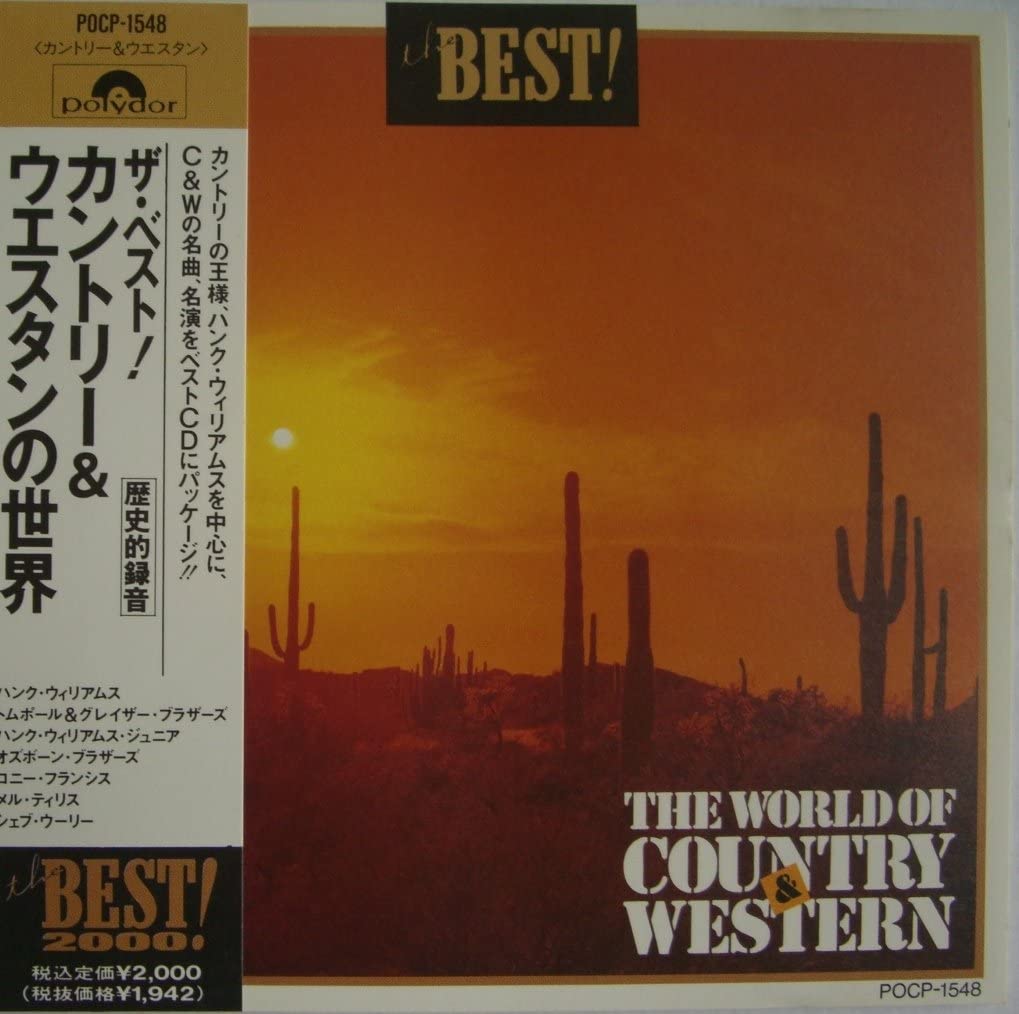 POCP-1548
〈カントリー&ウエスタン〉
polydor
カントリーの王様、ハンク・ウィリアムスを中心に、
C&Wの名曲、名演をベストCDにパッケージ!!
ザ・ベスト!
歴史的録音
カントリー&
ウエスタンの世界
ハンク・ウィリアムス
トムポール&グレイザー・ブラザーズ
ハンク・ウィリアムス・ジュニア
オズボーン・ブラザーズ
コニー・フランシス
メル・ティリス
シェブ・ウーリー
the BEST!
2000!
税込定価¥2,000
(税抜価格¥1,942)
the BEST!
THE WORLD OF
COUNTRY
&
WESTERN
POCP-1548